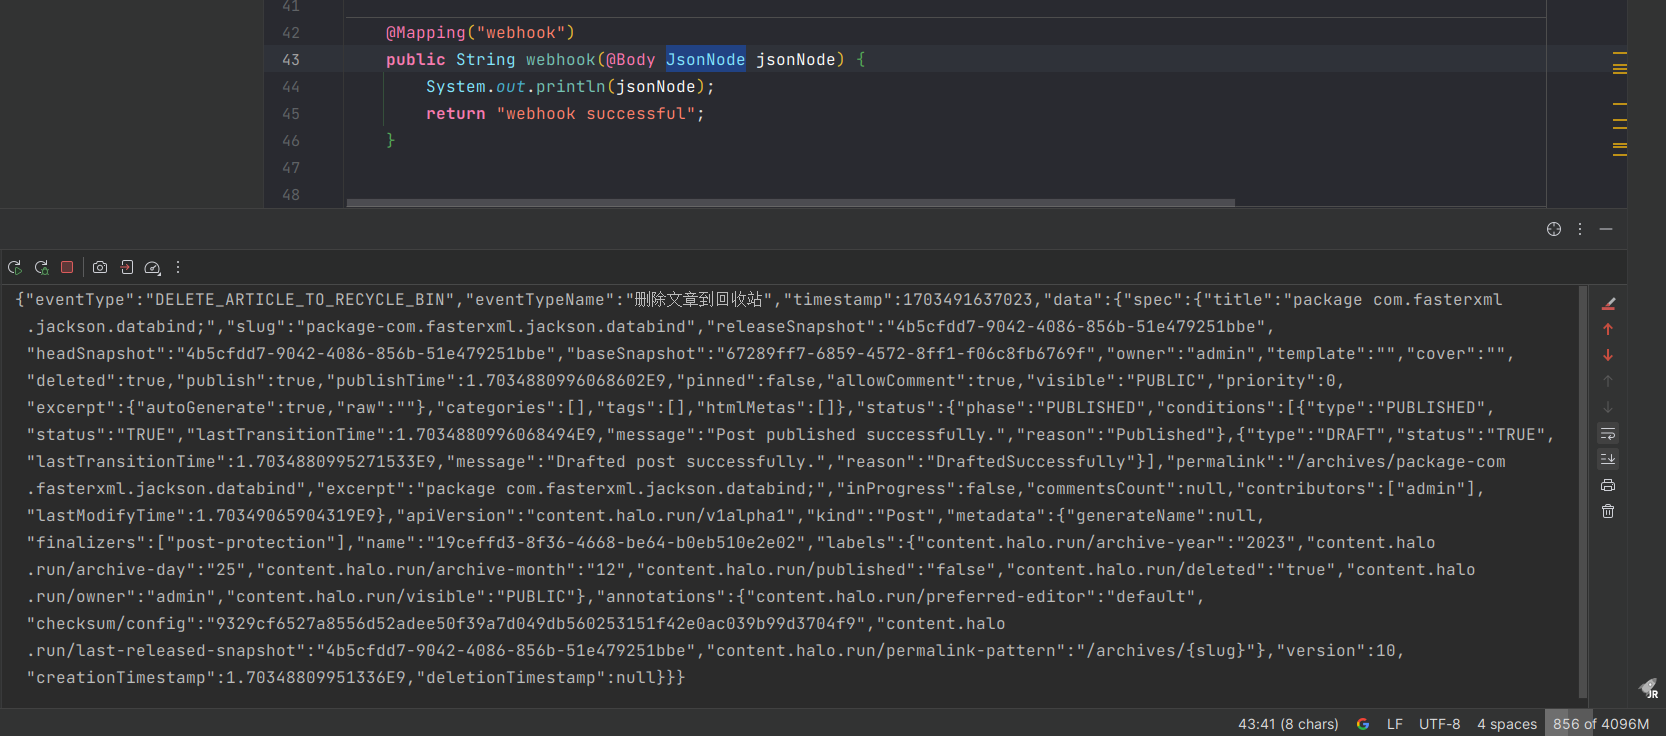 41
42 @Mapping("webhook")
43 public String webhook(@Body JsonNode jsonNode) {
44 System.out.println(jsonNode);
45 return "webhook successful";
46 }
47
48
{"eventType":"DELETE_ARTICLE_TO_RECYCLE_BIN","eventTypeName":"删除文章到回收站","timestamp":1703491637023,"data":{"spec":{"title":"package com.fasterxml
.jackson.databind;","slug":"package-com.fasterxml.jackson.databind","releaseSnapshot":"4b5cfdd7-9042-4086-856b-51e479251bbe",
"headSnapshot":"4b5cfdd7-9042-4086-856b-51e479251bbe","baseSnapshot":"67289ff7-6859-4572-8ff1-f06c8fb6769f","owner":"admin","template":"","cover":"",
"deleted":true,"publish":true,"publishTime":1.7034880996068602E9,"pinned":false,"allowComment":true,"visible":"PUBLIC","priority":0,
"excerpt":{"autoGenerate":true,"raw":""},"categories":[],"tags":[],"htmlMetas":[]},"status":{"phase":"PUBLISHED","conditions":[{"type":"PUBLISHED",
"status":"TRUE","lastTransitionTime":1.7034880996068494E9,"message":"Post published successfully.","reason":"Published"},{"type":"DRAFT","status":"TRUE",
"lastTransitionTime":1.7034880995271533E9,"message":"Drafted post successfully.","reason":"DraftedSuccessfully"}],"permalink":"/archives/package-com
.fasterxml.jackson.databind","excerpt":"package com.fasterxml.jackson.databind;","inProgress":false,"commentsCount":null,"contributors":["admin"],
"lastModifyTime":1.70349065904319E9},"apiVersion":"content.halo.run/v1alpha1","kind":"Post","metadata":{"generateName":null,
"finalizers":["post-protection"],"name":"19ceffd3-8f36-4668-be64-b0eb510e2e02","labels":{"content.halo.run/archive-year":"2023","content.halo
.run/archive-day":"25","content.halo.run/archive-month":"12","content.halo.run/published":"false","content.halo.run/deleted":"true","content.halo
.run/owner":"admin","content.halo.run/visible":"PUBLIC"},"annotations":{"content.halo.run/preferred-editor":"default",
"checksum/config":"9329cf6527a8556d52adee50f39a7d049db560253151f42e0ac039b99d3704f9","content.halo
.run/last-released-snapshot":"4b5cfdd7-9042-4086-856b-51e479251bbe","content.halo.run/permalink-pattern":"/archives/{slug}"},"version":10,
"creationTimestamp":1.70348809951336E9,"deletionTimestamp":null}}}
JR
43:41 (8 chars) G LF UTF-8 4 spaces 856 of 4096M